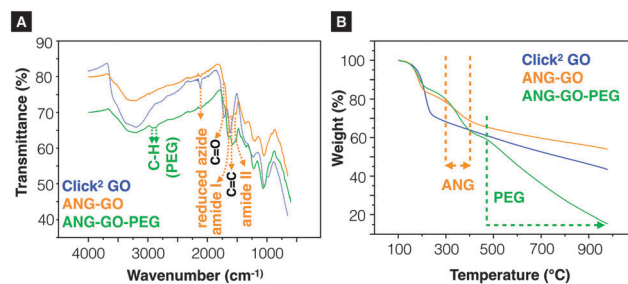 A
Transmittance (%)
90
80
70
60
50
40
4000
3000
2000
1000
Wavenumber (cm⁻¹)
C-H
(PEG)
reduced azide
amide I
C=O
C=C
amide II
Click² GO
ANG-GO
ANG-GO-PEG
B
Weight (%)
100
80
60
40
20
100
300
500
700
900
Temperature (°C)
Click² GO
ANG-GO
ANG-GO-PEG
ANG
PEG